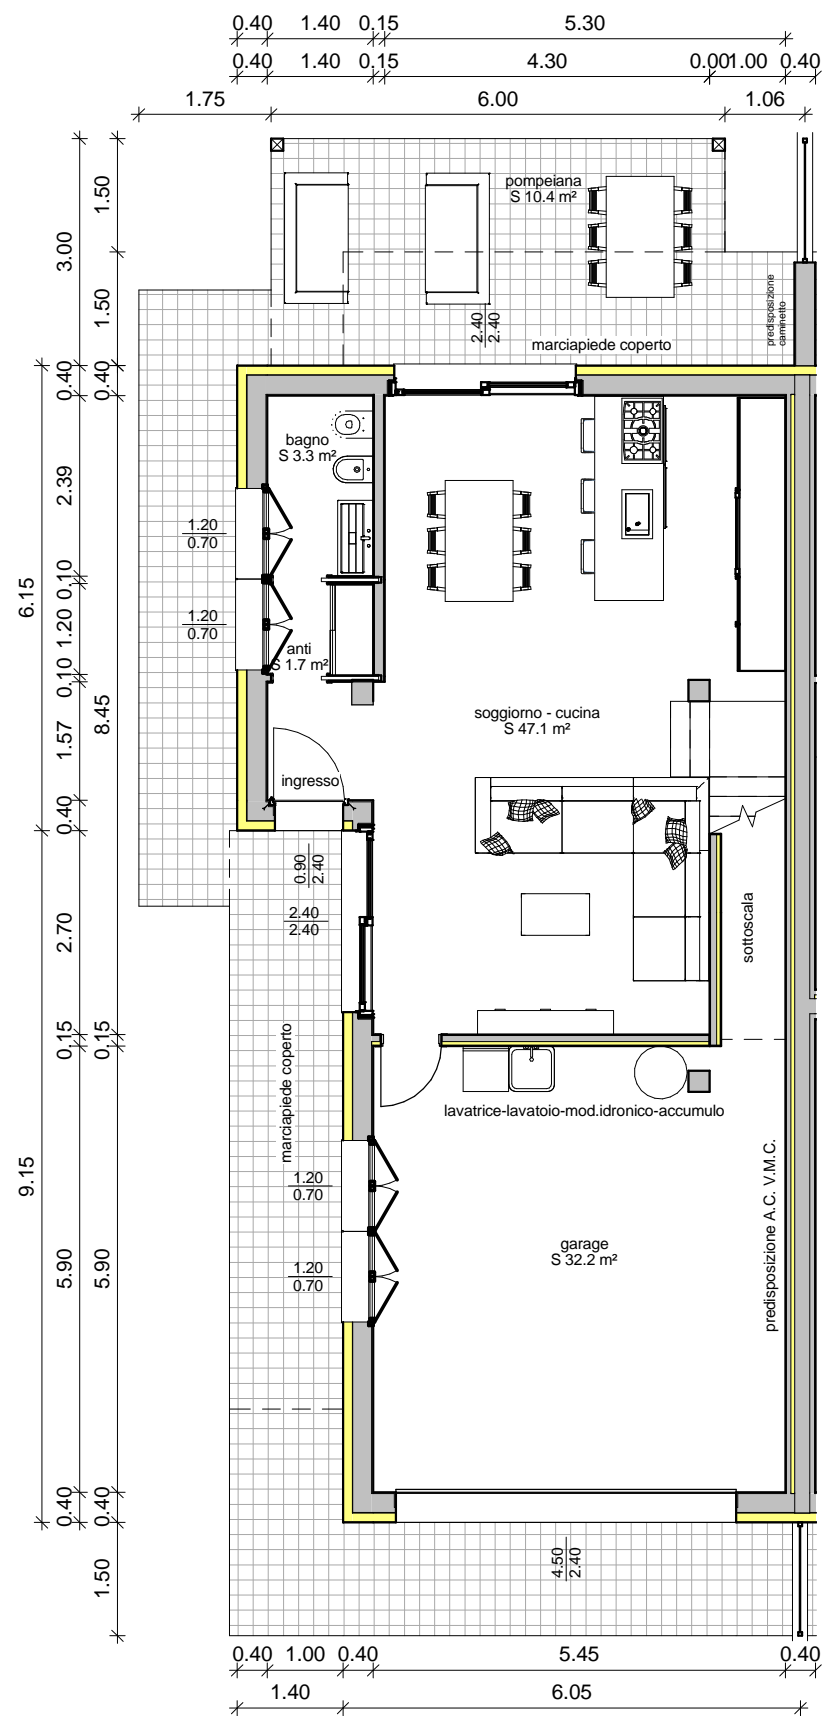 0.40 1.40 0.15 5.30
0.40 1.40 0.15 4.30 0.00 1.00 0.40
1.75 6.00 1.06
pompeiana
S 10.4 m²
1.50
3.00
1.50
predisposizione
caminetto
2.40
2.40
marciapiede coperto
0.40
0.40
bagno
S 3.3 m²
2.39
1.20
0.70
0.10
6.15
1.20
1.20
0.70
anti
S 1.7 m²
0.10
8.45
soggiorno - cucina
S 47.1 m²
1.57
ingresso
0.40
0.90
2.40
2.40
2.40
sottoscala
2.70
0.15
0.15
marciapiede coperto
lavatrice-lavatoio-mod.idronico-accumulo
9.15
1.20
0.70
predisposizione A.C. V.M.C.
garage
S 32.2 m²
5.90
5.90
1.20
0.70
0.40
0.40
4.50
2.40
1.50
0.40 1.00 0.40 5.45 0.40
1.40 6.05